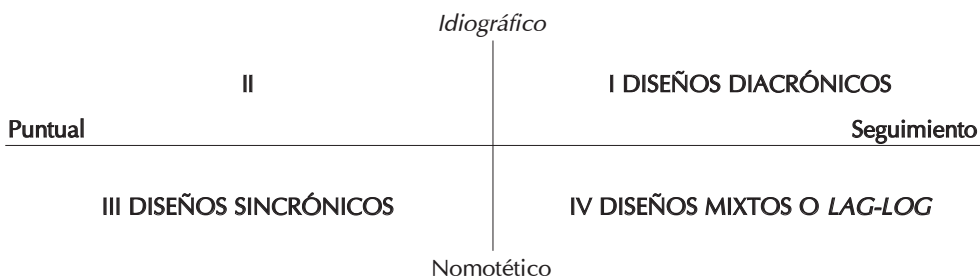 Idiográfico
II I DISEÑOS DIACRÓNICOS
Puntual Seguimiento
III DISEÑOS SINCRÓNICOS IV DISEÑOS MIXTOS O LAG-LOG
Nomotético